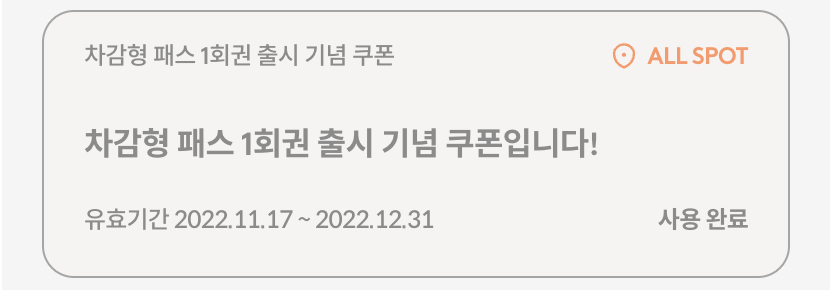 차감형 패스 1회권 출시 기념 쿠폰
ALL SPOT
차감형 패스 1회권 출시 기념 쿠폰입니다!
유효기간 2022.11.17 ~ 2022.12.31
사용 완료